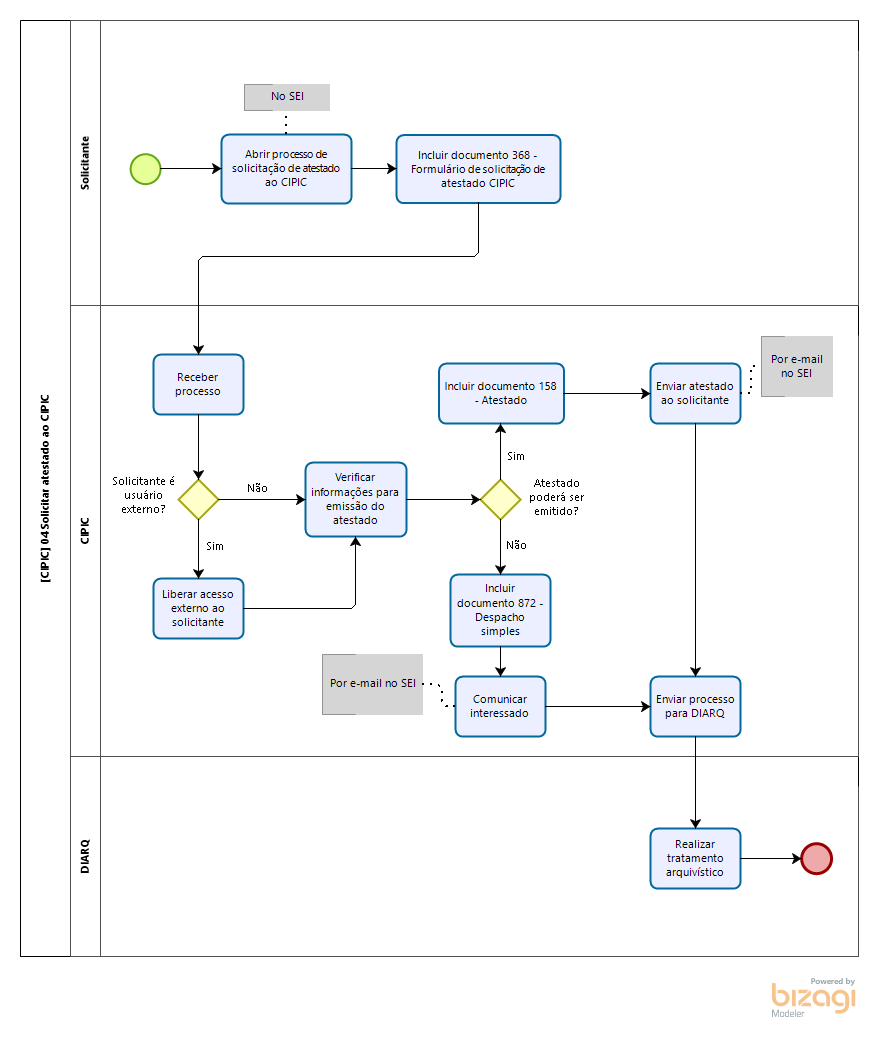 [CIPIC] 04 Solicitar atestado ao CIPIC
Solicitante
No SEI
Abrir processo de
solicitação de atestado
ao CIPIC
Incluir documento 368 -
Formulário de solicitação de
atestado CIPIC
CIPIC
Receber
processo
Solicitante é
usuário
externo?
Não
Sim
Liberar acesso
externo ao
solicitante
Verificar
informações para
emissão do
atestado
Atestado
poderá ser
emitido?
Sim
Incluir documento 158
- Atestado
Enviar atestado
ao solicitante
Por e-mail
no SEI
Não
Incluir
documento 872 -
Despacho
simples
Por e-mail no SEI
Comunicar
interessado
Enviar processo
para DIARQ
DIARQ
Realizar
tratamento
arquivístico
Powered by
bizagi
Modeler